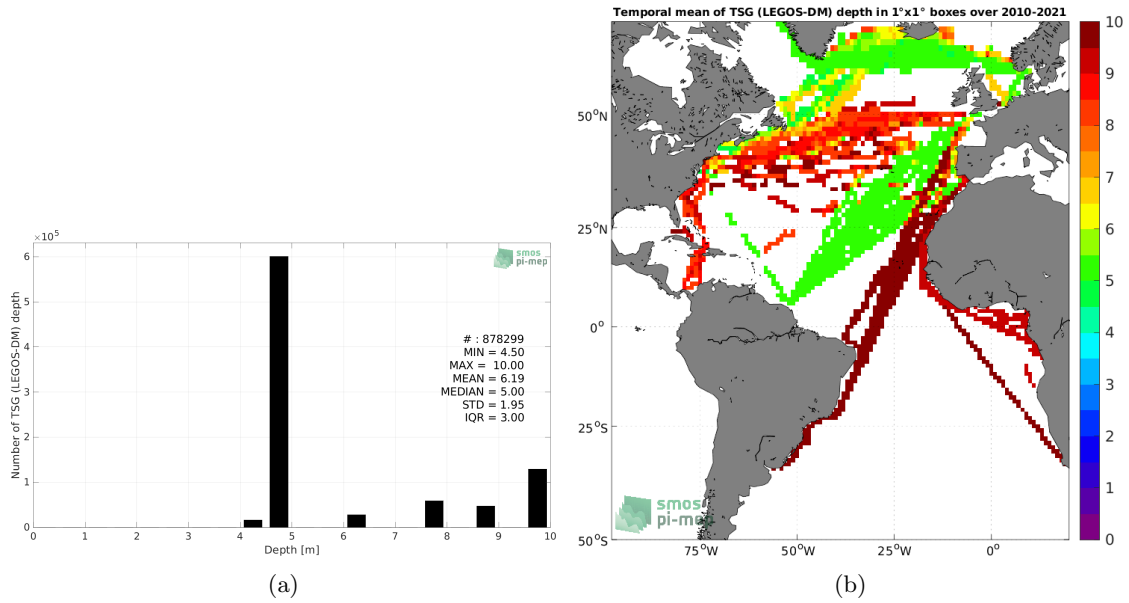 ×10⁵
6
5
4
3
2
1
0
Number of TSG (LEGOS-DM) depth
smos
pi-mep
# : 878299
MIN = 4.50
MAX = 10.00
MEAN = 6.19
MEDIAN = 5.00
STD = 1.95
IQR = 3.00
0 1 2 3 4 5 6 7 8 9 10
Depth [m]
(a)
Temporal mean of TSG (LEGOS-DM) depth in 1°x1° boxes over 2010-2021
50°N
25°N
0°
25°S
50°S
75°W 50°W 25°W 0°
smos
pi-mep
10
9
8
7
6
5
4
3
2
1
0
(b)